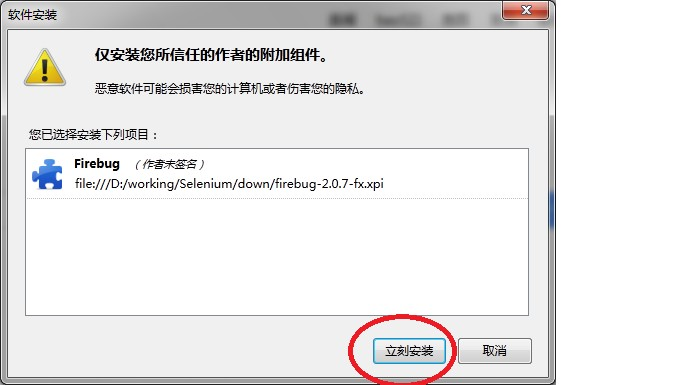 软件安装
仅安装您所信任的作者的附加组件。
恶意软件可能会损害您的计算机或者伤害您的隐私。
您已选择安装下列项目：
Firebug （作者未签名）
file:///D:/working/Selenium/down/firebug-2.0.7-fx.xpi
立刻安装 取消